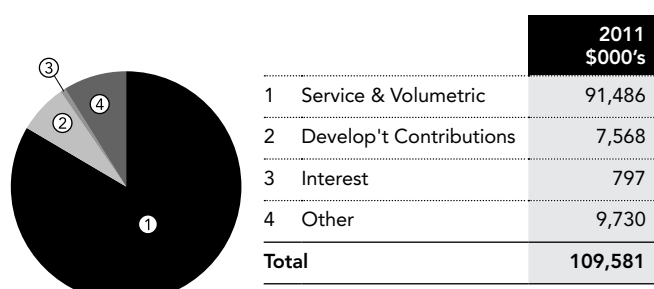 3
2
4
1
2011
$000's
1 Service & Volumetric 91,486
2 Develop't Contributions 7,568
3 Interest 797
4 Other 9,730
Total 109,581